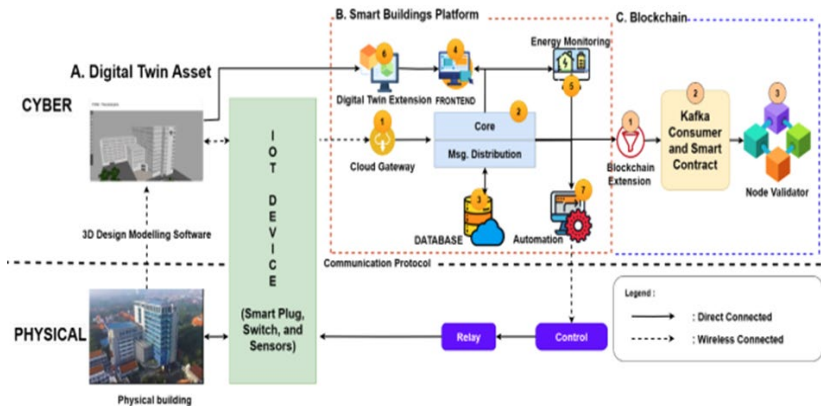 B. Smart Buildings Platform
C. Blockchain
A. Digital Twin Asset
CYBER
3D Design Modelling Software
PHYSICAL
Physical building
IOT DEVICE
(Smart Plug,
Switch, and
Sensors)
6
Digital Twin Extension
4
FRONTEND
Energy Monitoring
5
1
Cloud Gateway
2
Core
Msg. Distribution
3
DATABASE
7
Automation
Communication Protocol
1
Blockchain
Extension
2
Kafka
Consumer
and Smart
Contract
3
Node Validator
Relay
Control
Legend :
: Direct Connected
: Wireless Connected